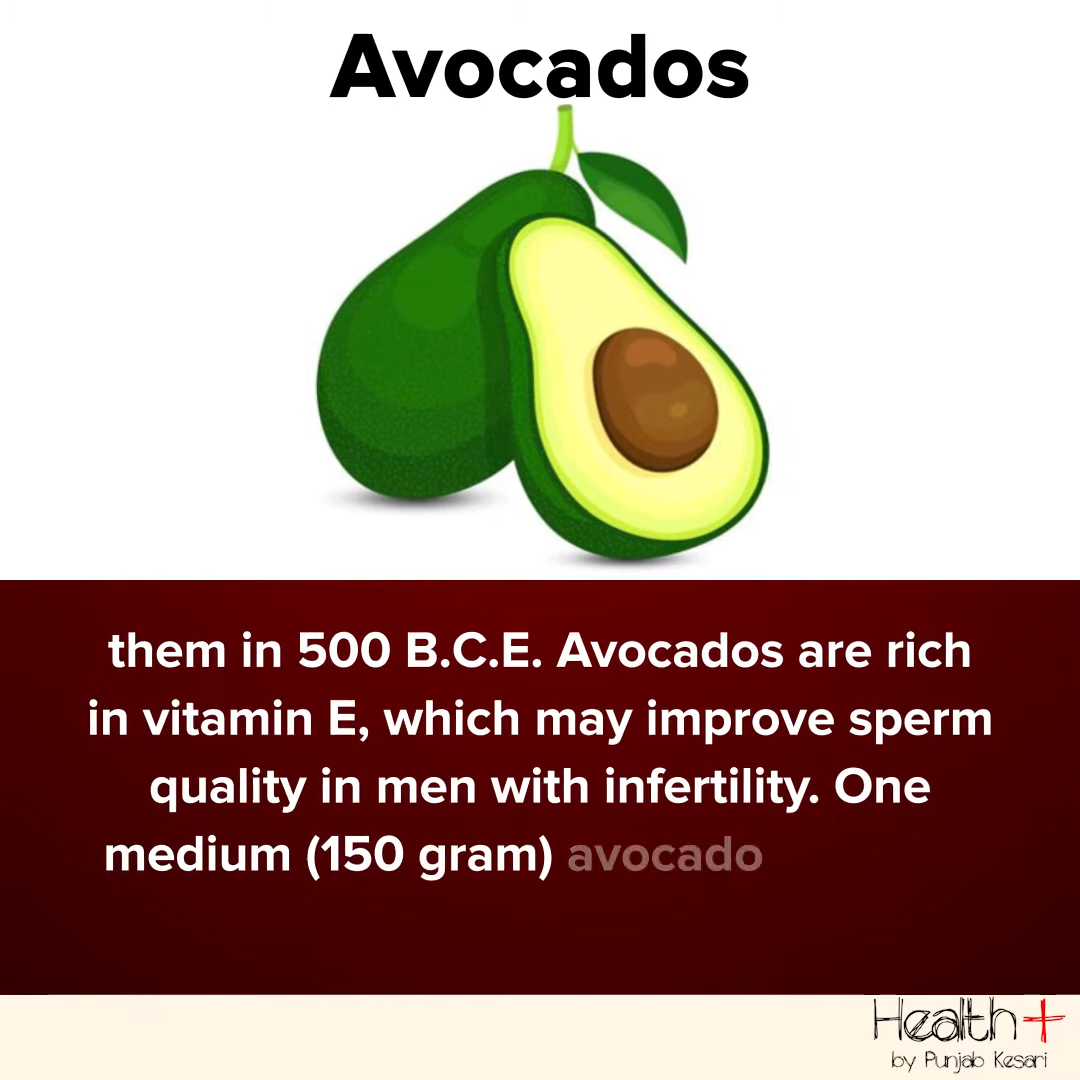 Avocados
them in 500 B.C.E. Avocados are rich
in vitamin E, which may improve sperm
quality in men with infertility. One
medium (150 gram) avocado
Health+
by Punjab Kesari